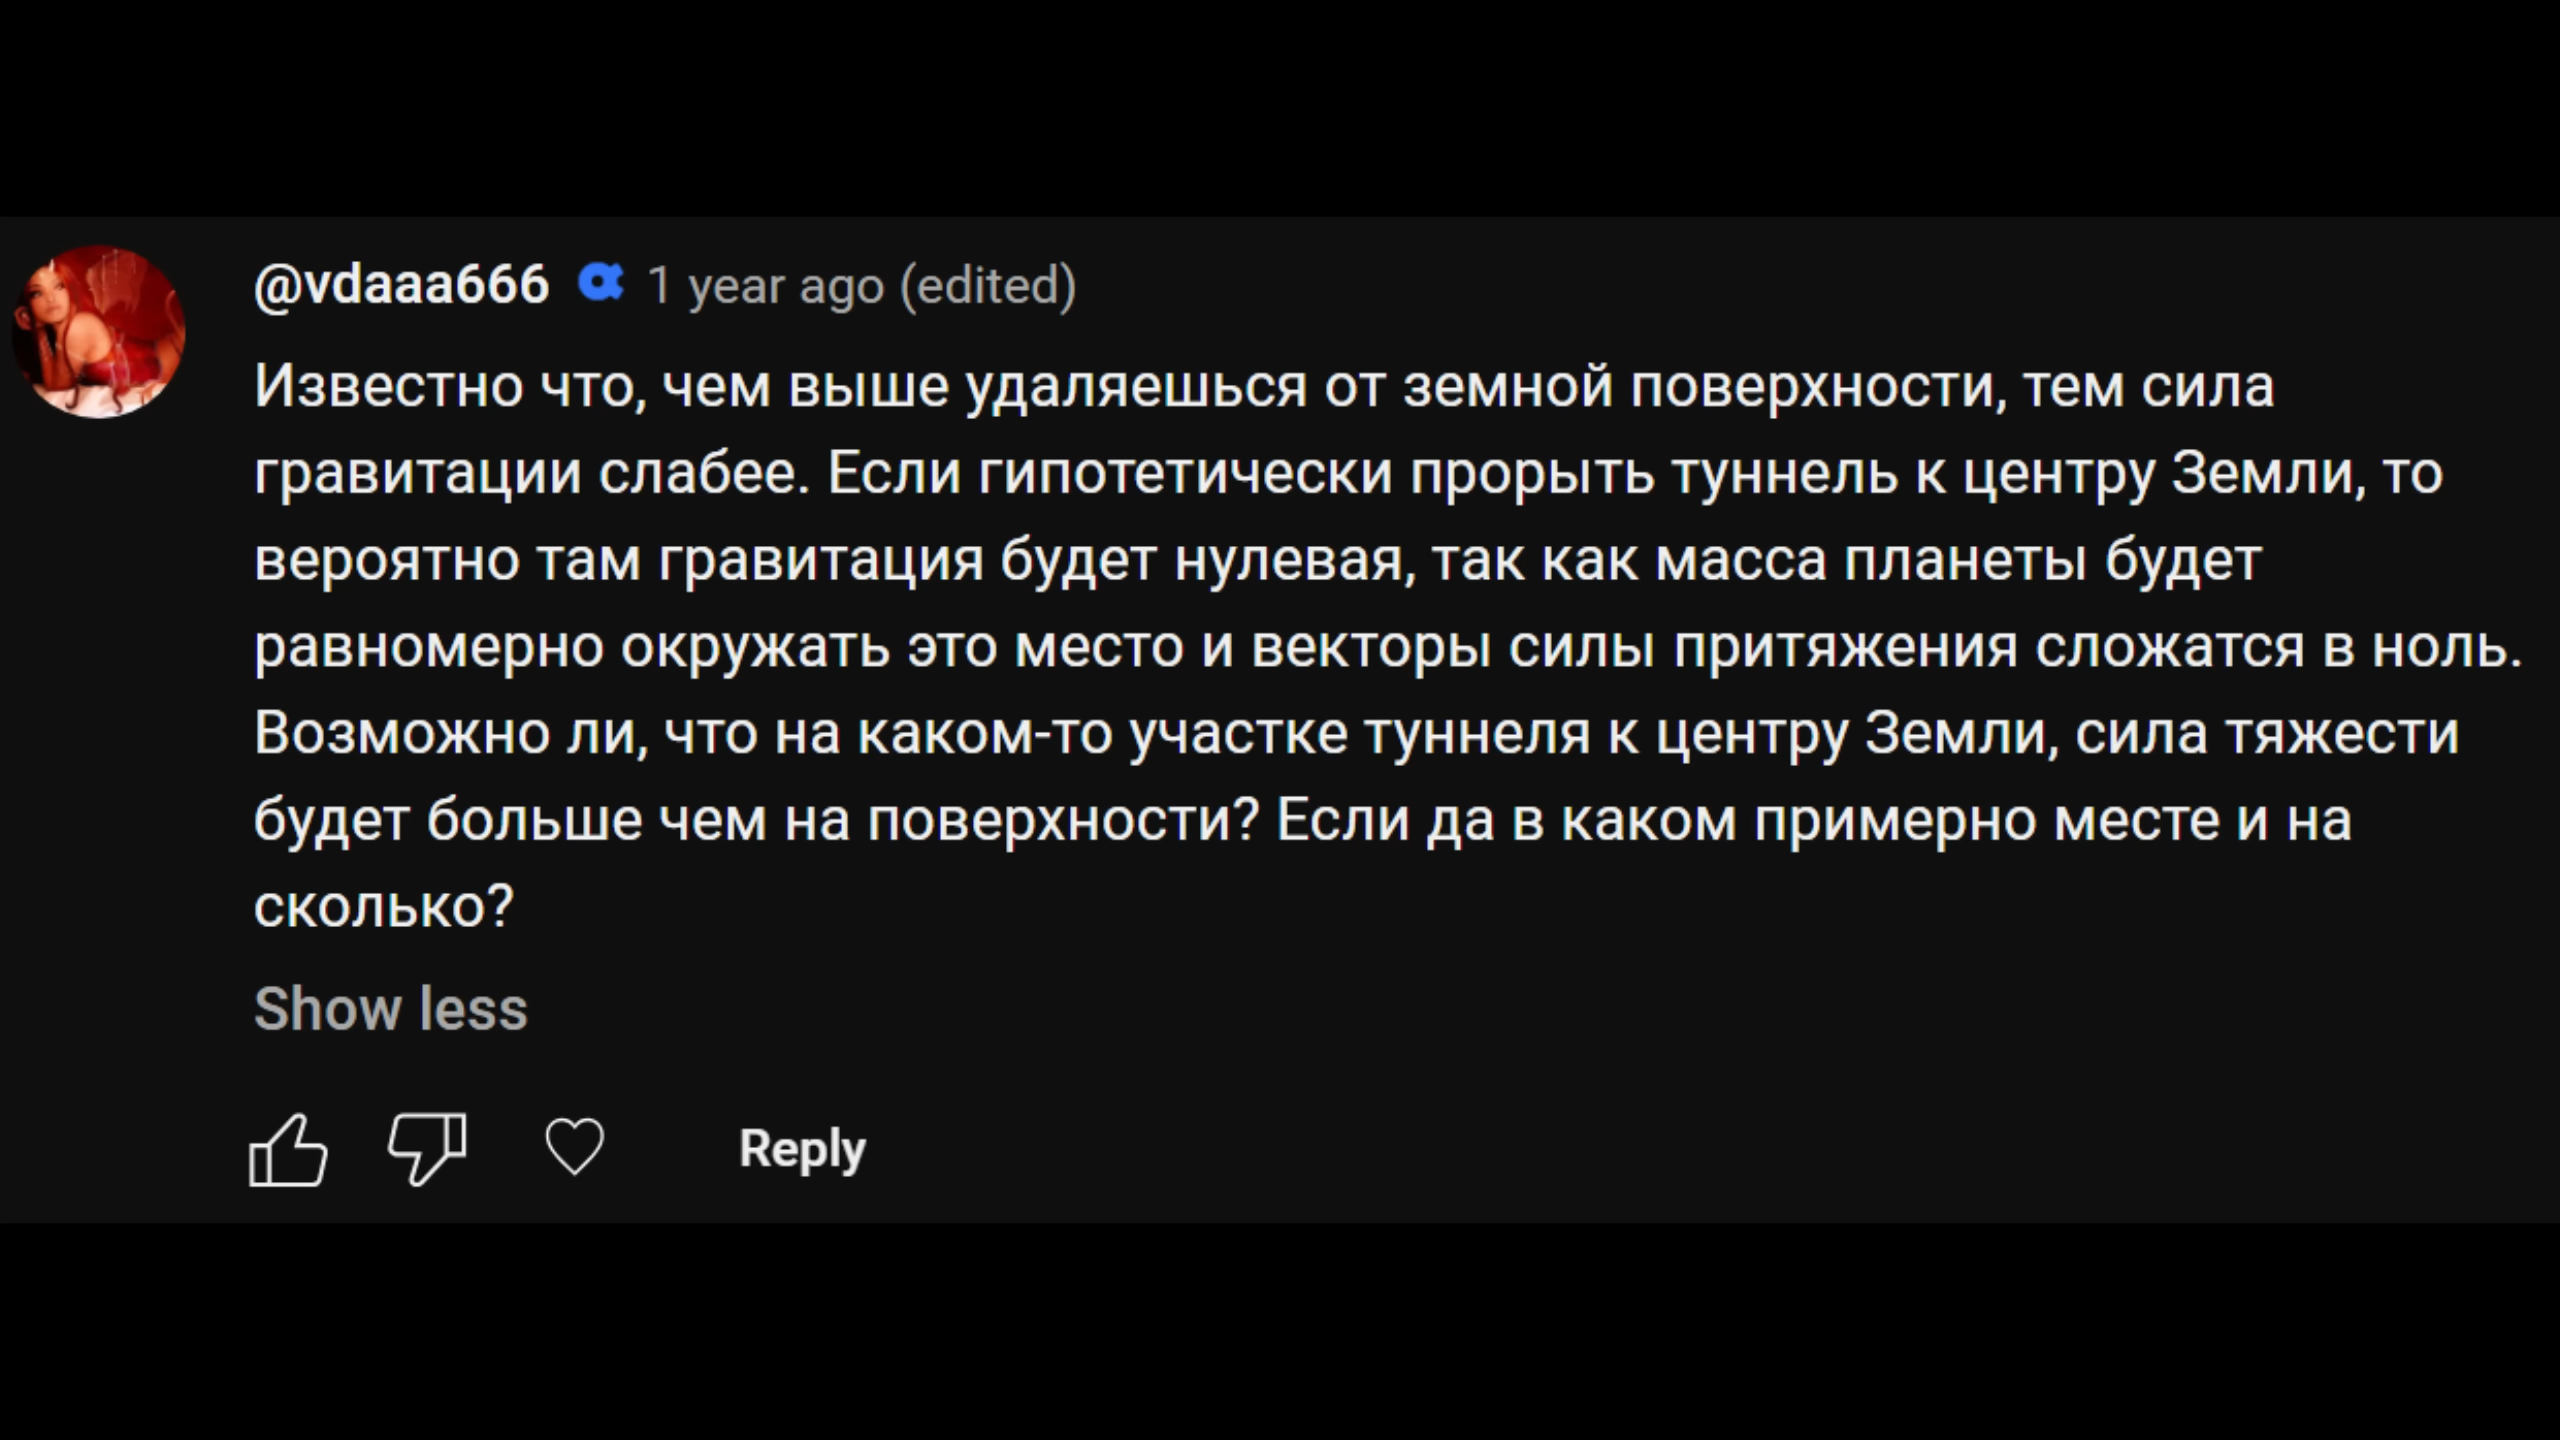 @vdaaa666 1 year ago (edited)
Известно что, чем выше удаляешься от земной поверхности, тем сила
гравитации слабее. Если гипотетически прорыть туннель к центру Земли, то
вероятно там гравитация будет нулевая, так как масса планеты будет
равномерно окружать это место и векторы силы притяжения сложатся в ноль.
Возможно ли, что на каком-то участке туннеля к центру Земли, сила тяжести
будет больше чем на поверхности? Если да в каком примерно месте и на
сколько?
Show less
Reply